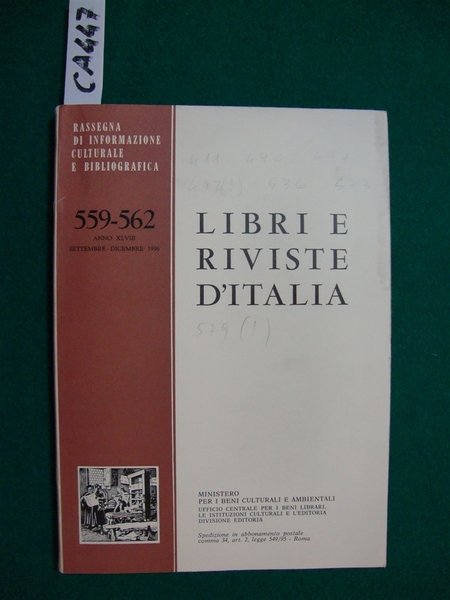 CA447
RASSEGNA
DI INFORMAZIONE
CULTURALE
E BIBLIOGRAFICA
559-562
ANNO XLVIII
SETTEMBRE - DICEMBRE 1996
LIBRI E
RIVISTE
D'ITALIA
579 (!)
MINISTERO
PER I BENI CULTURALI E AMBIENTALI
UFFICIO CENTRALE PER I BENI LIBRARI,
LE ISTITUZIONI CULTURALI E L'EDITORIA
DIVISIONE EDITORIA
Spedizione in abbonamento postale
comma 34, art. 2, legge 549/95 - Roma